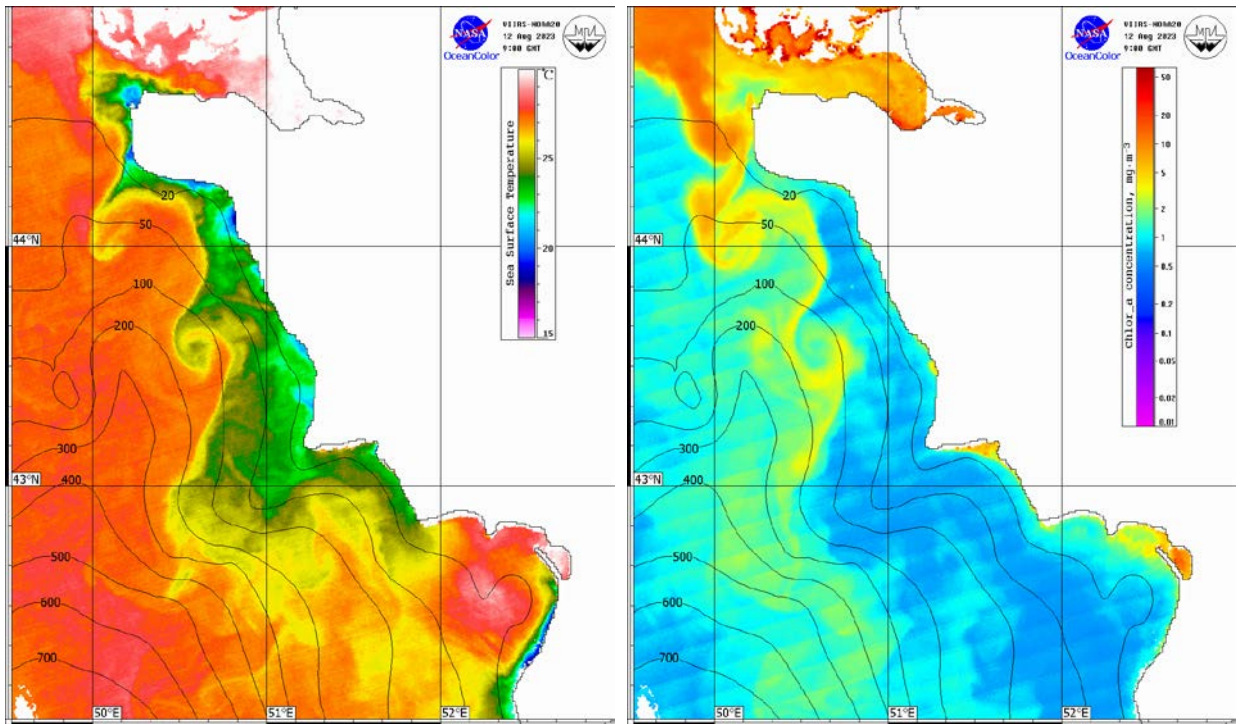 NASA
OceanColor
VIIRS-NOAA20
12 Aug 2023
9:00 GMT
°C
25
20
15
Sea Surface Temperature
20
50
44°N
100
200
300
43°N
400
500
600
700
50°E
51°E
52°E
NASA
OceanColor
VIIRS-NOAA20
12 Aug 2023
9:00 GMT
50
20
10
5
2
1
0.5
0.2
0.1
0.05
0.02
0.01
Chlor_a concentration, mg·m⁻³
20
50
44°N
100
200
300
43°N
400
500
600
700
50°E
51°E
52°E